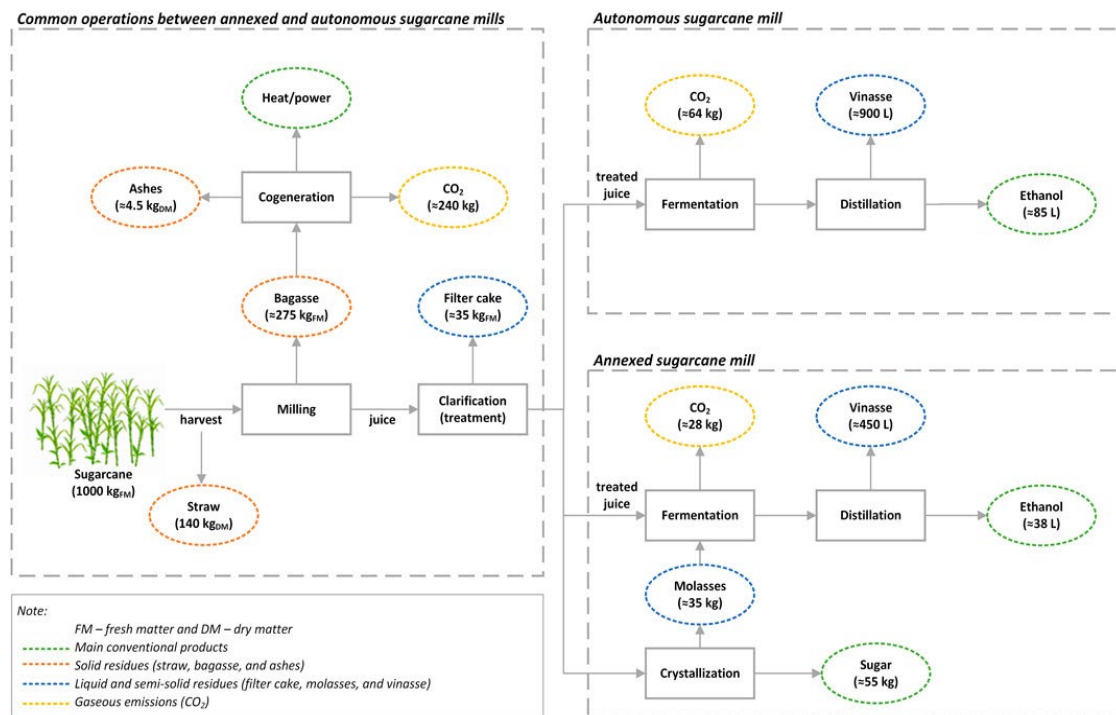 Common operations between annexed and autonomous sugarcane mills
Heat/power
Ashes
(≈4.5 kgDM)
Cogeneration
CO₂
(≈240 kg)
Bagasse
(≈275 kgFM)
Filter cake
(≈35 kgFM)
Milling
juice
Clarification
(treatment)
harvest
Sugarcane
(1000 kgFM)
Straw
(140 kgDM)
Autonomous sugarcane mill
CO₂
(≈64 kg)
Vinasse
(≈900 L)
treated
juice
Fermentation
Distillation
Ethanol
(≈85 L)
Annexed sugarcane mill
CO₂
(≈28 kg)
Vinasse
(≈450 L)
treated
juice
Fermentation
Distillation
Ethanol
(≈38 L)
Molasses
(≈35 kg)
Crystallization
Sugar
(≈55 kg)
Note:
FM – fresh matter and DM – dry matter
Main conventional products
Solid residues (straw, bagasse, and ashes)
Liquid and semi-solid residues (filter cake, molasses, and vinasse)
Gaseous emissions (CO₂)